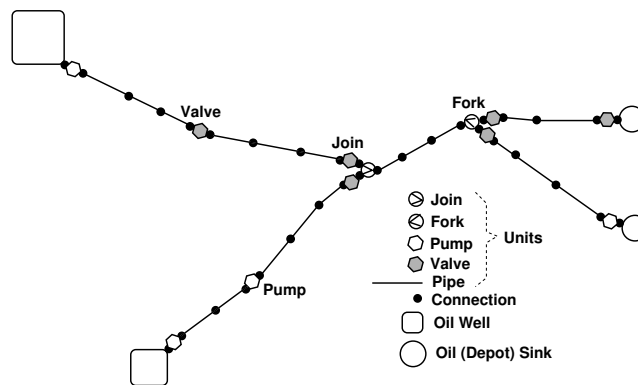 Valve
Join
Fork
Pump
Join
Fork
Pump
Valve
Units
Pipe
Connection
Oil Well
Oil (Depot) Sink